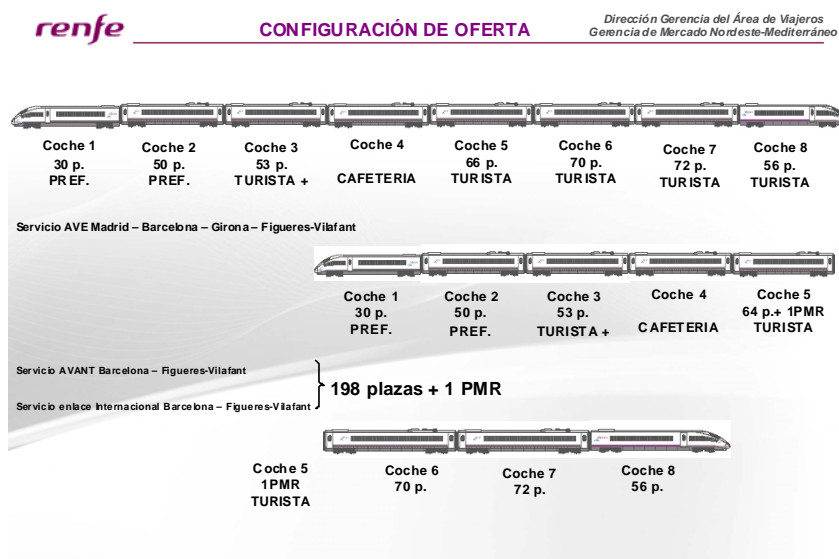 renfe
CONFIGURACIÓN DE OFERTA
Dirección Gerencia del Área de Viajeros
Gerencia de Mercado Nordeste-Mediterráneo
Coche 1
30 p.
PREF.
Coche 2
50 p.
PREF.
Coche 3
53 p.
TURISTA +
Coche 4
CAFETERIA
Coche 5
66 p.
TURISTA
Coche 6
70 p.
TURISTA
Coche 7
72 p.
TURISTA
Coche 8
56 p.
TURISTA
Servicio AVE Madrid – Barcelona – Girona – Figueres-Vilafant
Coche 1
30 p.
PREF.
Coche 2
50 p.
PREF.
Coche 3
53 p.
TURISTA +
Coche 4
CAFETERIA
Coche 5
64 p.+ 1PMR
TURISTA
Servicio AVANT Barcelona – Figueres-Vilafant
Servicio enlace Internacional Barcelona – Figueres-Vilafant
198 plazas + 1 PMR
Coche 5
1PMR
TURISTA
Coche 6
70 p.
Coche 7
72 p.
Coche 8
56 p.